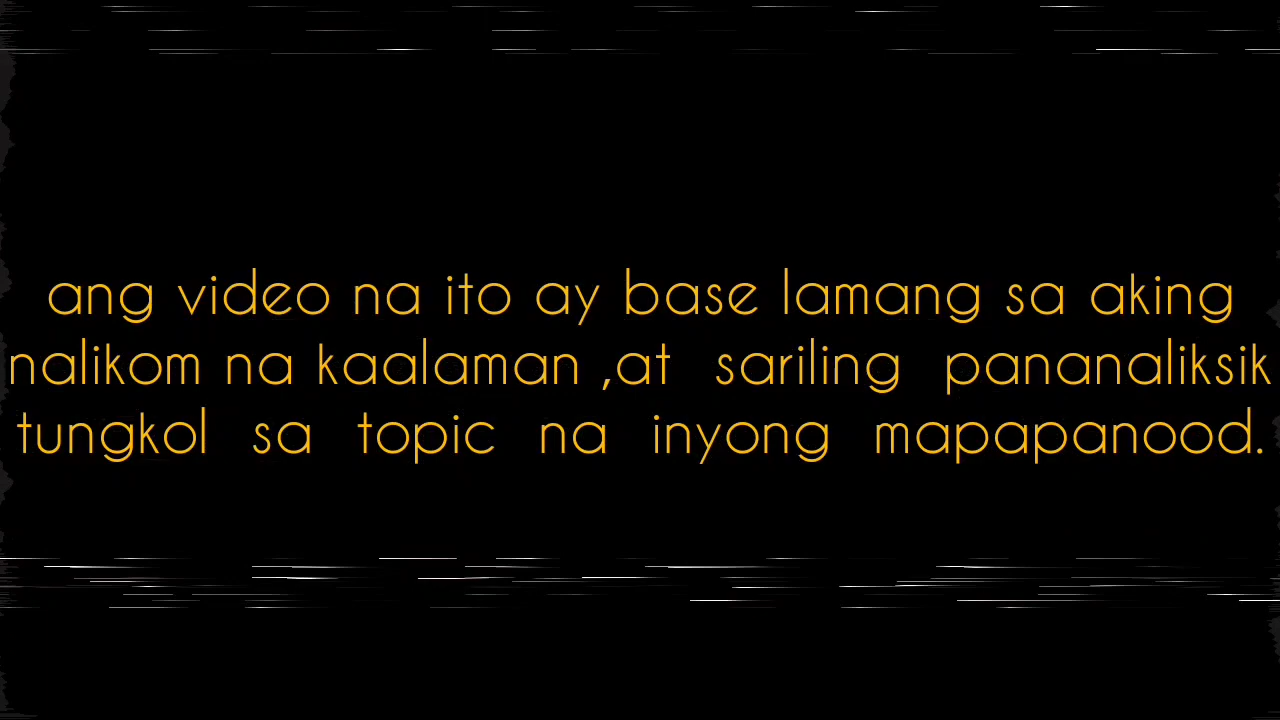 ang video na ito ay base lamang sa aking
nalikom na kaalaman ,at sariling pananaliksik
tungkol sa topic na inyong mapapanood.